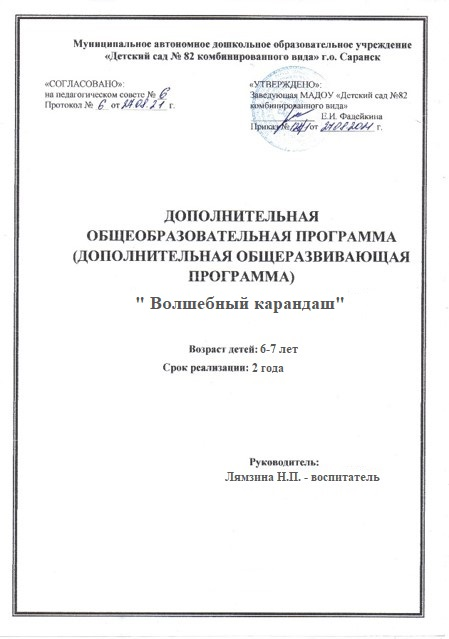 Муниципальное автономное дошкольное образовательное учреждение
«Детский сад № 82 комбинированного вида» г.о. Саранск
«СОГЛАСОВАНО»:
на педагогическом совете № 6
Протокол № 6 от 27.08.21 г.
«УТВЕРЖДЕНО»:
Заведующая МАДОУ «Детский сад №82
комбинированного вида»
Е.И. Фадейкина
Приказ № от 27.08.2021 г.
ДОПОЛНИТЕЛЬНАЯ
ОБЩЕОБРАЗОВАТЕЛЬНАЯ ПРОГРАММА
(ДОПОЛНИТЕЛЬНАЯ ОБЩЕРАЗВИВАЮЩАЯ
ПРОГРАММА)
" Волшебный карандаш"
Возраст детей: 6-7 лет
Срок реализации: 2 года
Руководитель:
Лямзина Н.П. - воспитатель